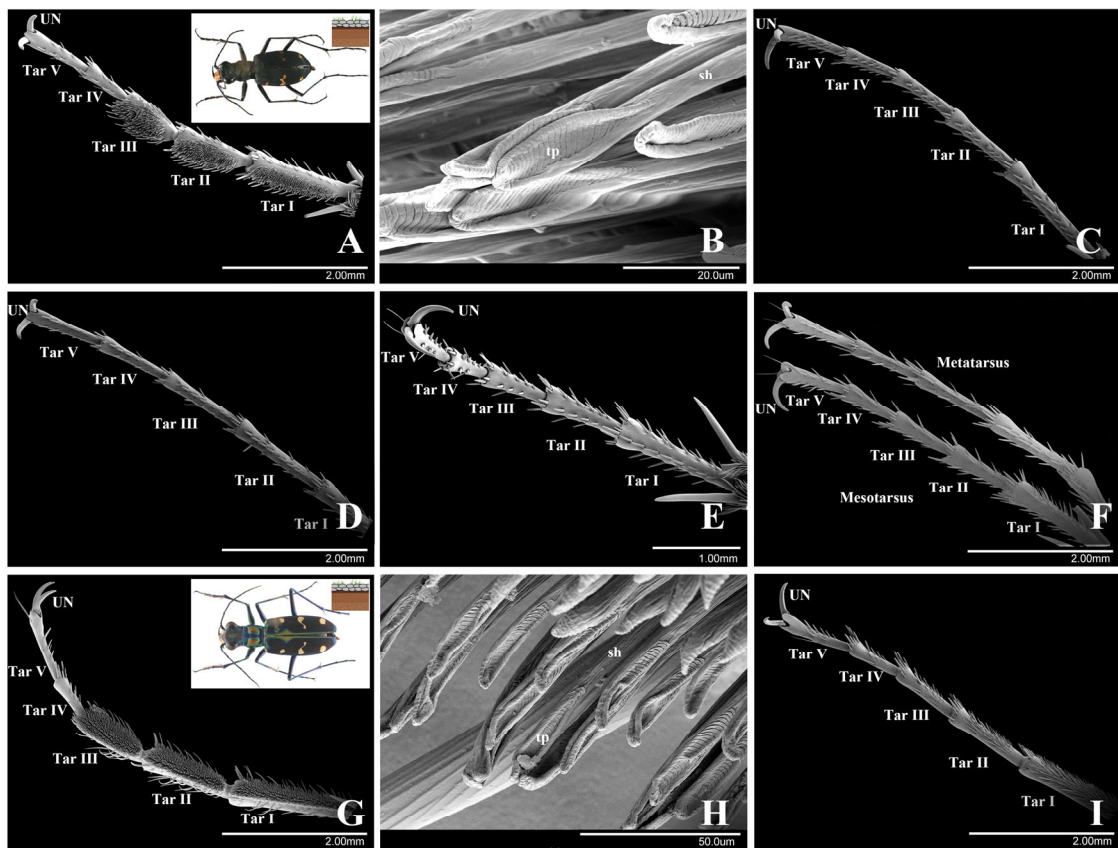 UN
Tar V
Tar IV
Tar III
Tar II
Tar I
A
2.00mm
sh
tp
B
20.0um
UN
Tar V
Tar IV
Tar III
Tar II
Tar I
C
2.00mm
UN
Tar V
Tar IV
Tar III
Tar II
Tar I
D
2.00mm
UN
Tar V
Tar IV
Tar III
Tar II
Tar I
E
1.00mm
Metatarsus
UN
Tar V
Tar IV
Tar III
Tar II
Mesotarsus
Tar I
F
2.00mm
UN
Tar V
Tar IV
Tar III
Tar II
Tar I
G
2.00mm
sh
tp
H
50.0um
UN
Tar V
Tar IV
Tar III
Tar II
Tar I
I
2.00mm